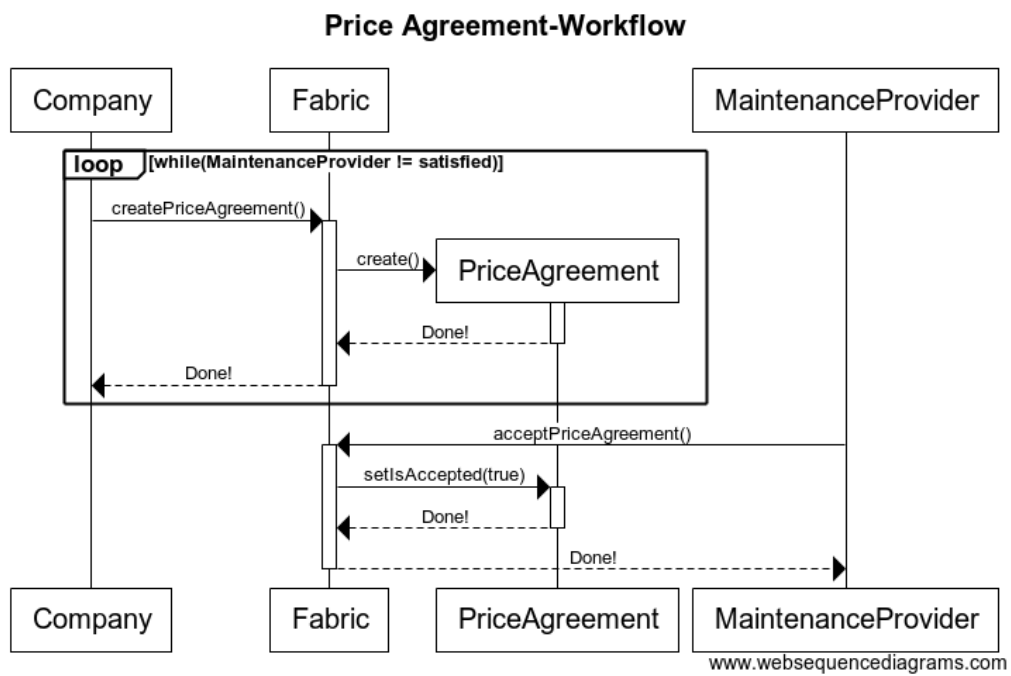 Price Agreement-Workflow
Company
Fabric
MaintenanceProvider
loop
[while(MaintenanceProvider != satisfied)]
createPriceAgreement()
create()
PriceAgreement
Done!
Done!
acceptPriceAgreement()
setIsAccepted(true)
Done!
Done!
Company
Fabric
PriceAgreement
MaintenanceProvider
www.websequencediagrams.com